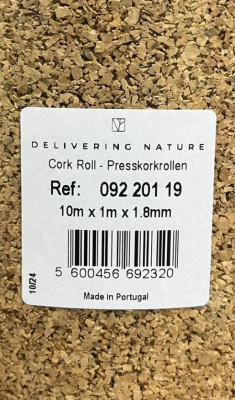 DELIVERING NATURE
Cork Roll - Presskorkrollen
Ref: 092 201 19
10m x 1m x 1.8mm
5 600456 692320
10/24
Made in Portugal